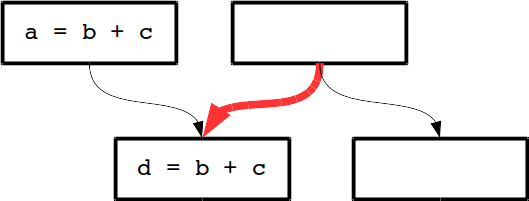 a = b + c
d = b + c